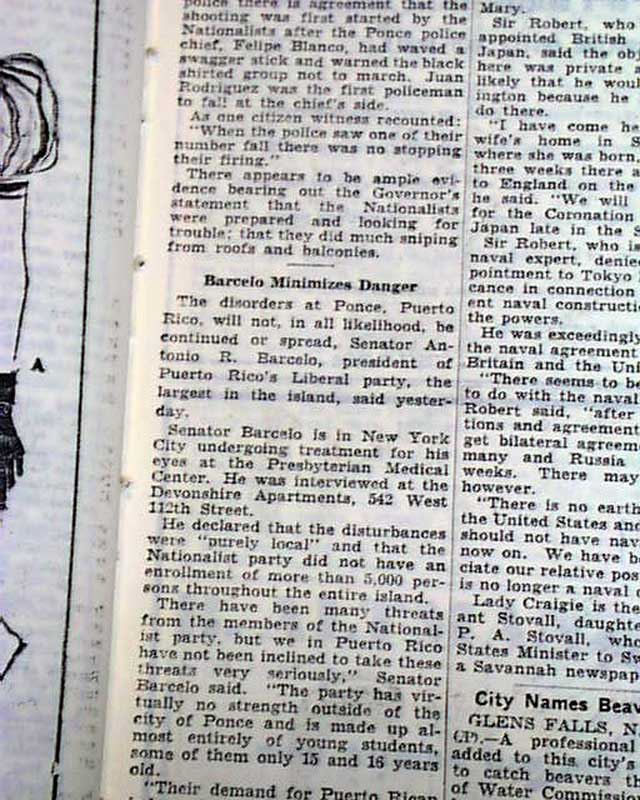 police there is agreement that the
shooting was first started by the
Nationalists after the Ponce police
chief, Felipe Blanco, had waved a
swagger stick and warned the black
shirted group not to march. Juan
Rodriguez was the first policeman
to fall at the chief's side.
As one citizen witness recounted:
"When the police saw one of their
number fall there was no stopping
their firing."
There appears to be ample evi-
dence bearing out the Governor's
statement that the Nationalists
were prepared and looking for
trouble; that they did much sniping
from roofs and balconies.
Barcelo Minimizes Danger
The disorders at Ponce, Puerto
Rico, will not, in all likelihood, be
continued or spread, Senator An-
tonio R. Barcelo, president of
Puerto Rico's Liberal party, the
largest in the island, said yester-
day.
Senator Barcelo is in New York
City undergoing treatment for his
eyes at the Presbyterian Medical
Center. He was interviewed at the
Devonshire Apartments, 542 West
112th Street.
He declared that the disturbances
were "purely local" and that the
Nationalist party did not have an
enrollment of more than 5,000 per-
sons throughout the entire island.
There have been many threats
from the members of the National-
ist party, but we in Puerto Rico
have not been inclined to take these
threats very seriously," Senator
Barcelo said. "The party has vir-
tually no strength outside of the
city of Ponce and is made up al-
most entirely of young students,
some of them only 15 and 16 years
old.
"Their demand for Puerto Rican
Mary.
Sir Robert, who
appointed British
Japan, said the obj
here was private a
likely that he woul
ington because he
do there.
"I have come he
wife's home in S
where she was born
three weeks there a
to England on the
he said. "We will
for the Coronation
Japan late in the S
Sir Robert, who is
naval expert, denied
pointment to Tokyo
cance in connection
ent naval constructi
the powers.
He was exceedingly
the naval agreement
Britain and the Uni
"There seems to be
to do with the naval
Robert said, "after
tions and agreement
get bilateral agreem
many and Russia
weeks. There may
however.
"There is no earth
the United States and
should not have nav
now on. We have be
ciate our relative pos
is no longer a naval
Lady Craigie is the
ant Stovall, daughte
P. A. Stovall, who
States Minister to Sw
a Savannah newspap
City Names Beav
GLENS FALLS, N.
(AP).—A professional
added to this city's
to catch beavers th
of Water Commissio
A